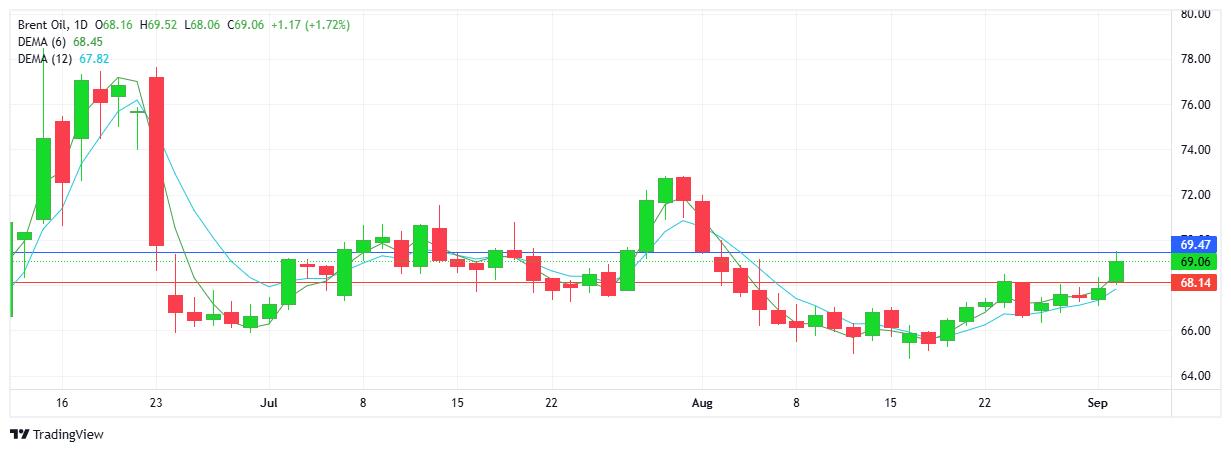 Brent Oil, 1D O68.16 H69.52 L68.06 C69.06 +1.17 (+1.72%)
DEMA (6) 68.45
DEMA (12) 67.82
80.00
78.00
76.00
74.00
72.00
69.47
69.06
68.14
66.00
64.00
16 23 Jul 8 15 22 Aug 8 15 22 Sep
TradingView